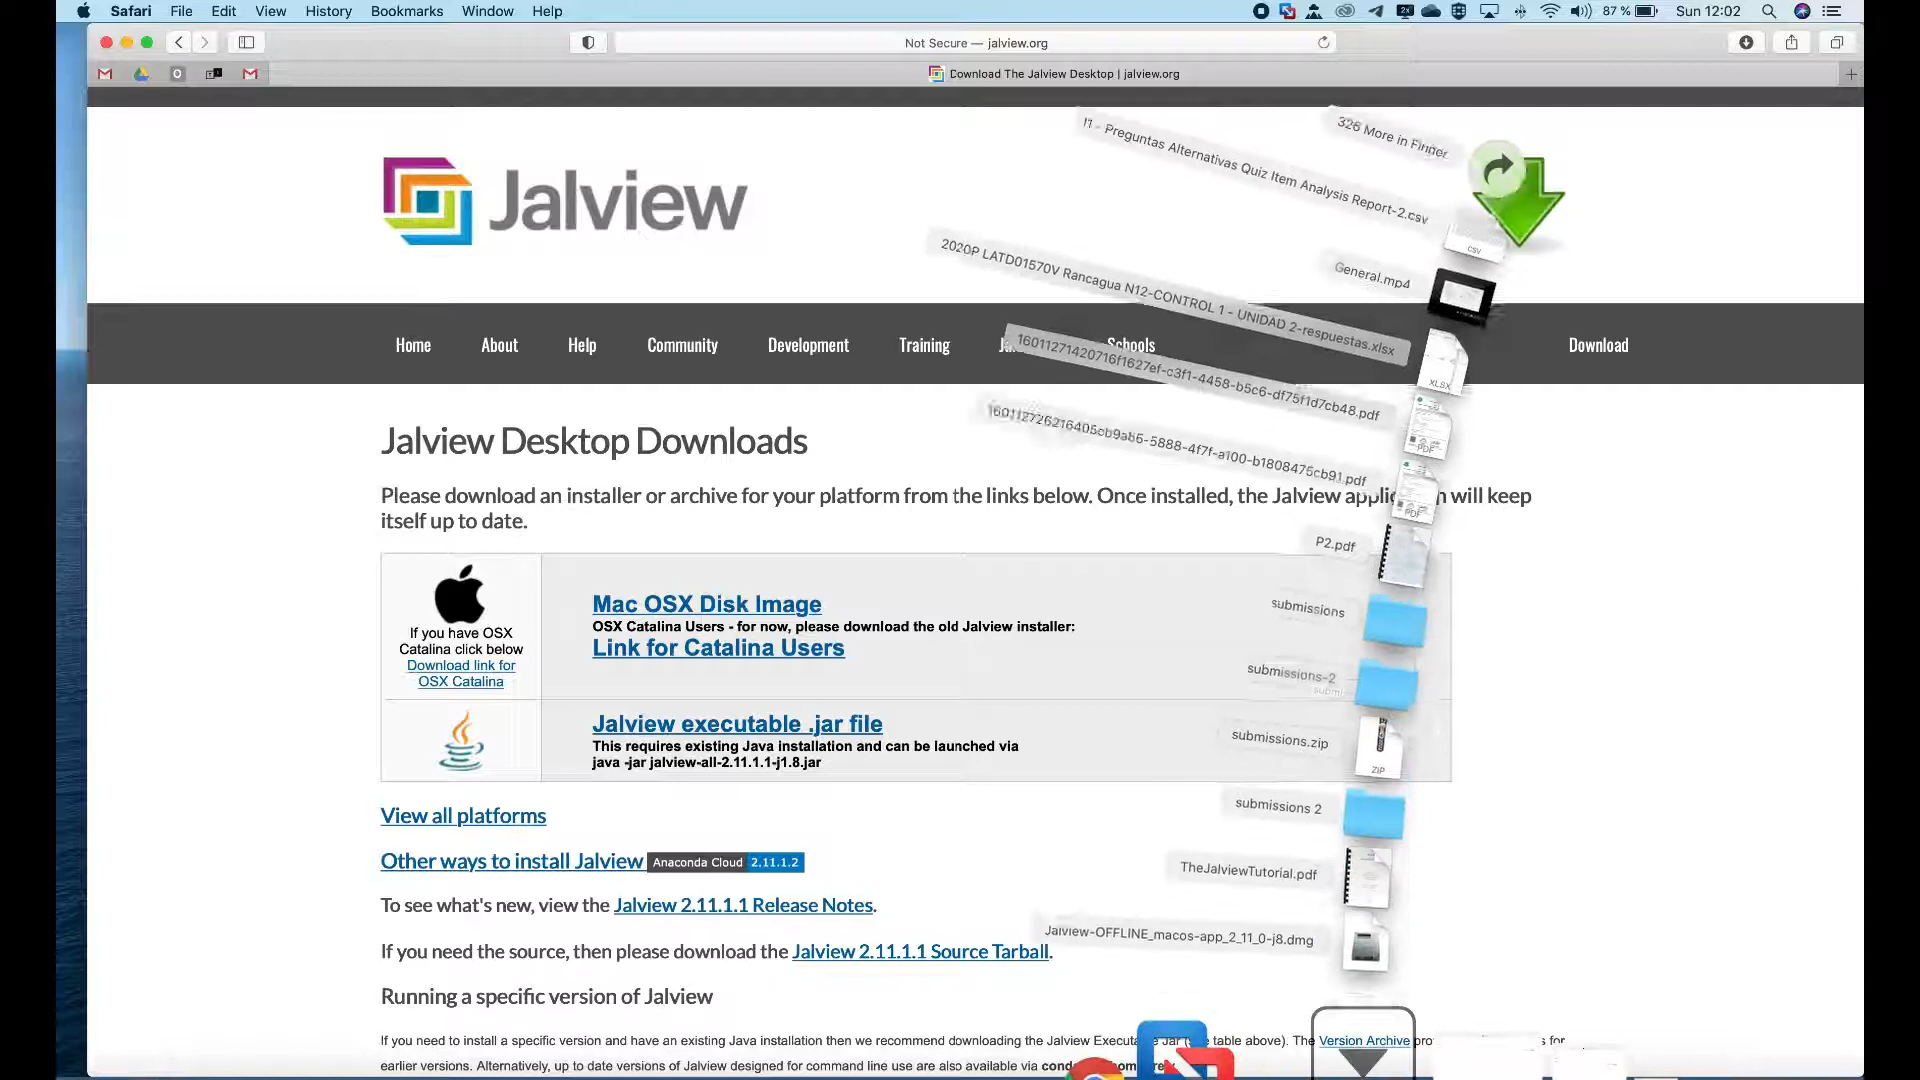 Safari File Edit View History Bookmarks Window Help
87 % Sun 12:02
Not Secure — jalview.org
Download The Jalview Desktop | jalview.org
326 More in Finder
Preguntas Alternativas Quiz Item Analysis Report-2.csv
CSV
Jalview
General.mp4
2020P LATD01570V Rancagua N12-CONTROL 1 - UNIDAD 2-respuestas.xlsx
XLSX
Home About Help Community Development Training Schools Download
16011271420716f1627ef-c3f1-4458-b5c6-df75f1d7cb48.pdf
PDF
Jalview Desktop Downloads
PDF
Please download an installer or archive for your platform from the links below. Once installed, the Jalview will keep
itself up to date.
P2.pdf
If you have OSX
Catalina click below
Download link for
OSX Catalina
Mac OSX Disk Image
OSX Catalina Users - for now, please download the old Jalview installer:
Link for Catalina Users
submissions
submissions-2
Jalview executable .jar file
This requires existing Java installation and can be launched via
java -jar jalview-all-2.11.1.1-j1.8.jar
submissions.zip
ZIP
View all platforms
submissions 2
Other ways to install Jalview Anaconda Cloud 2.11.1.2
TheJalviewTutorial.pdf
To see what's new, view the Jalview 2.11.1.1 Release Notes.
Jalview-OFFLINE_macos-app_2_11_0-j8.dmg
If you need the source, then please download the Jalview 2.11.1.1 Source Tarball.
Running a specific version of Jalview
If you need to install a specific version and have an existing Java installation then we recommend downloading the Jalview table above). The Version Archive for
earlier versions. Alternatively, up to date versions of Jalview designed for command line use are also available via